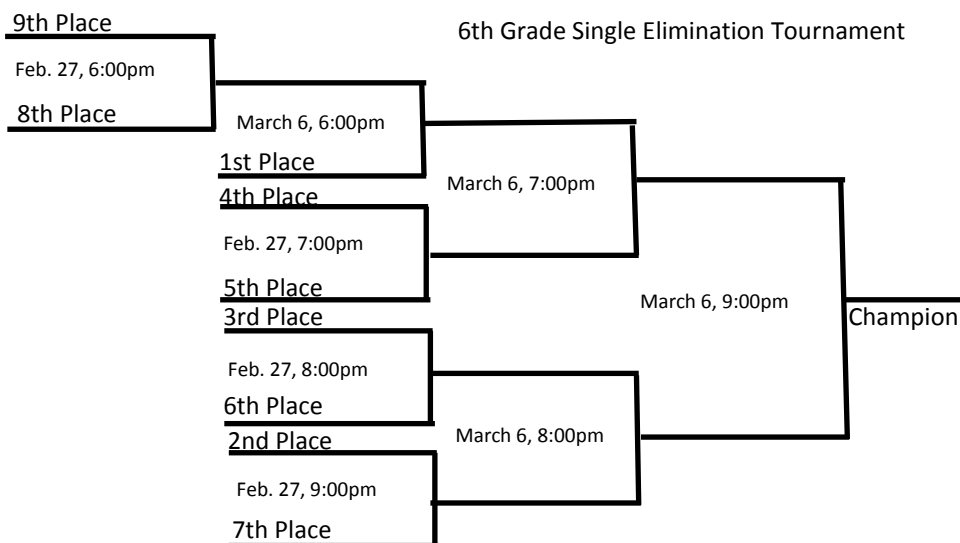 9th Place
6th Grade Single Elimination Tournament
Feb. 27, 6:00pm
8th Place
March 6, 6:00pm
1st Place
4th Place
March 6, 7:00pm
Feb. 27, 7:00pm
5th Place
3rd Place
March 6, 9:00pm
Champion
Feb. 27, 8:00pm
6th Place
2nd Place
March 6, 8:00pm
Feb. 27, 9:00pm
7th Place